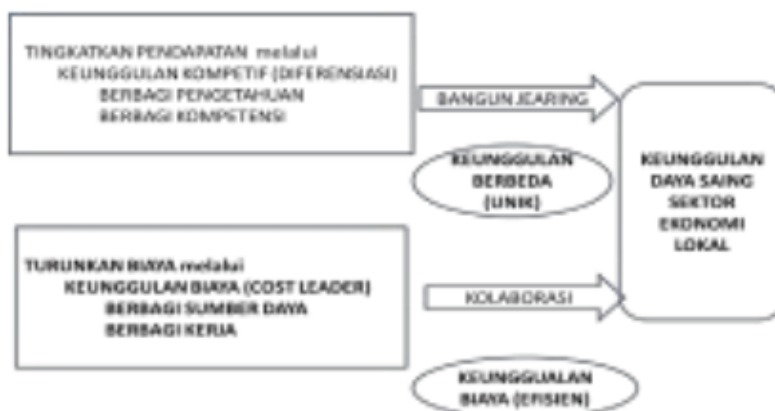 TINGKATKAN PENDAPATAN melalui
KEUNGGULAN KOMPETIF (DIFERENSIASI)
BERBAGI PENGETAHUAN
BERBAGI KOMPETENSI
BANGUN JEARING
KEUNGGULAN
BERBEDA
(UNIK)
KEUNGGULAN
DAYA SAING
SEKTOR
EKONOMI
LOKAL
TURUNKAN BIAYA melalui
KEUNGGULAN BIAYA (COST LEADER)
BERBAGI SUMBER DAYA
BERBAGI KERJA
KOLABORASI
KEUNGGUALAN
BIAYA (EFISIEN)